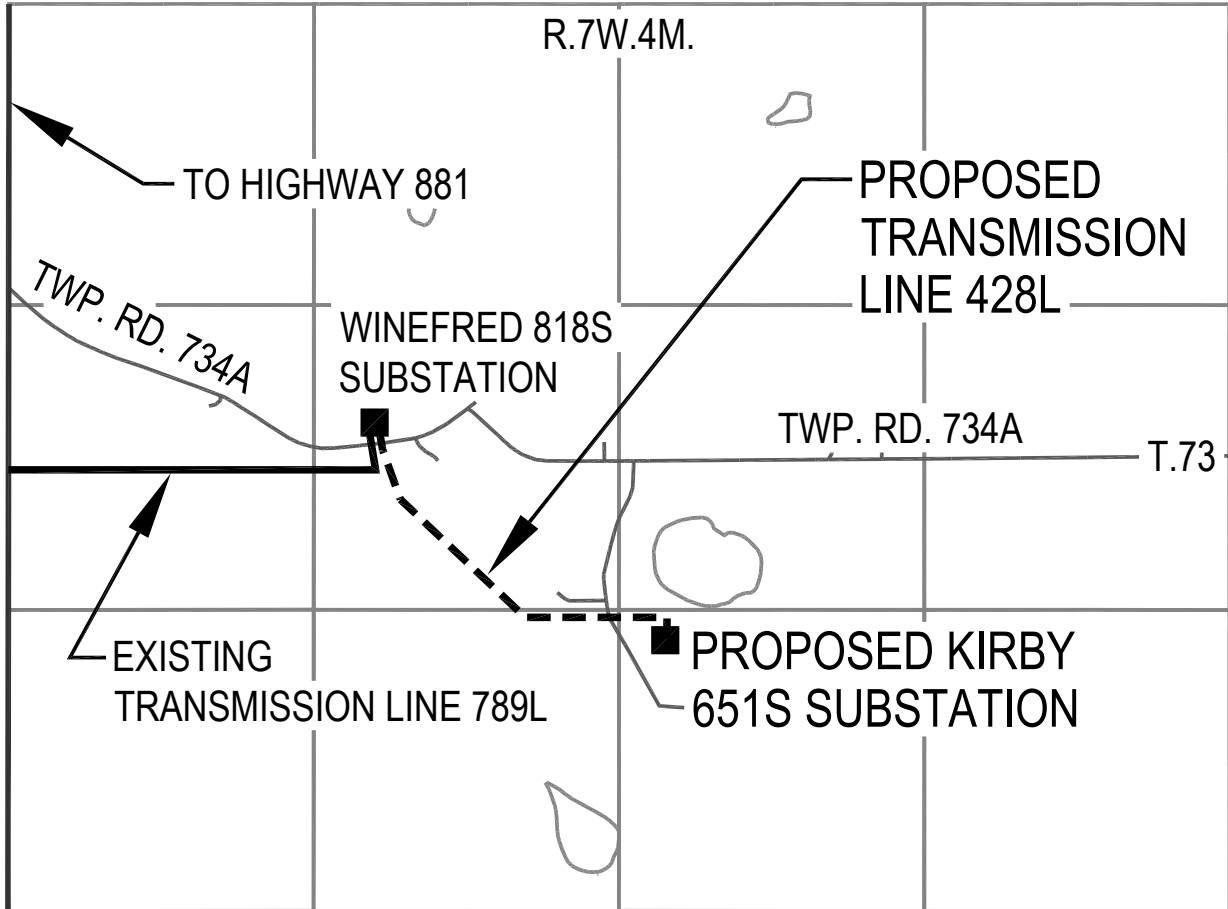 R.7W.4M.
TO HIGHWAY 881
PROPOSED
TRANSMISSION
LINE 428L
TWP. RD. 734A
WINEFRED 818S
SUBSTATION
TWP. RD. 734A
T.73
EXISTING
TRANSMISSION LINE 789L
PROPOSED KIRBY
651S SUBSTATION